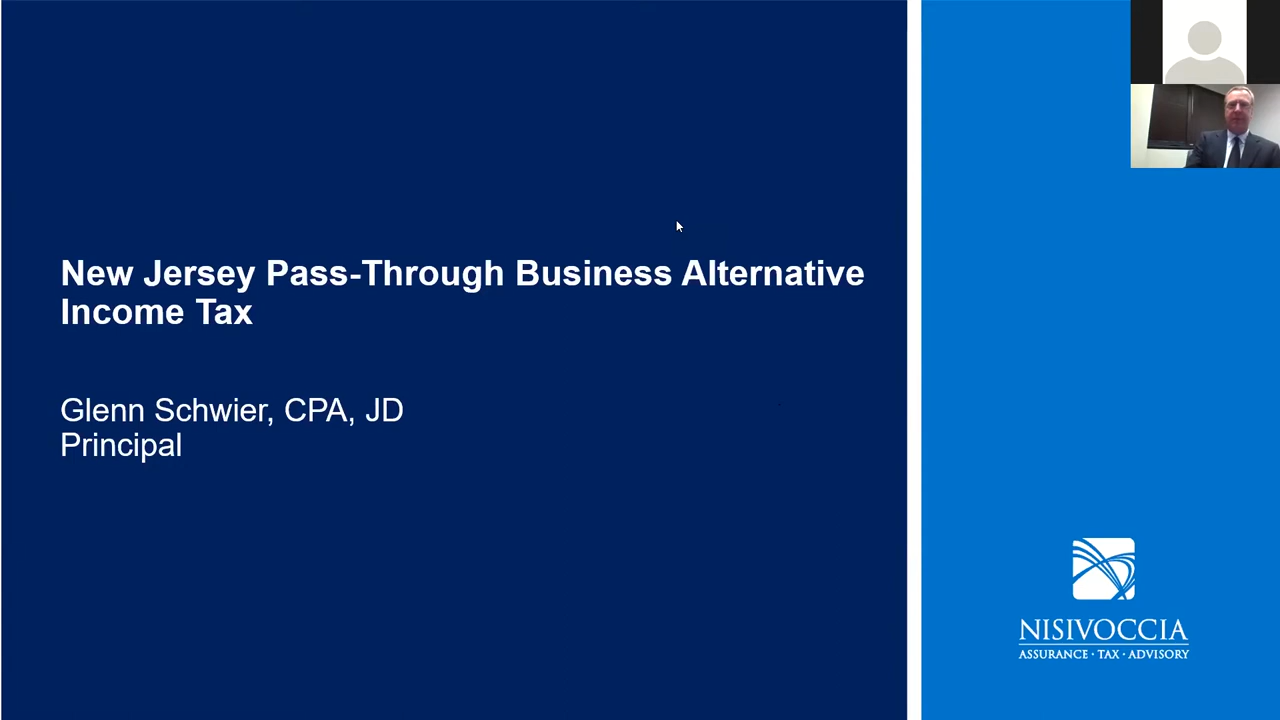 New Jersey Pass-Through Business Alternative
Income Tax
Glenn Schwier, CPA, JD
Principal
NISIVOCCIA
ASSURANCE · TAX · ADVISORY